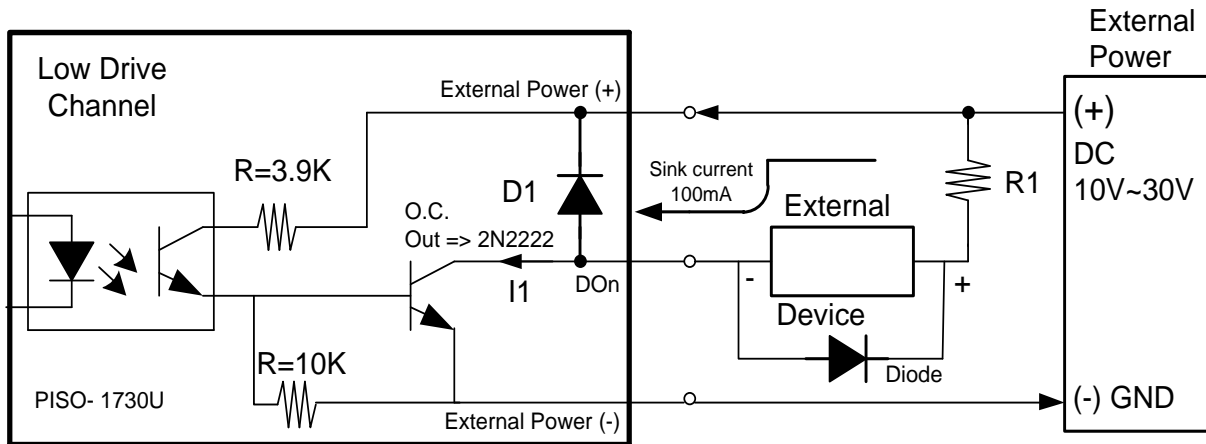 External
Power
Low Drive
Channel
External Power (+)
(+)
DC
10V~30V
R=3.9K
D1
Sink current
100mA
R1
O.C.
Out => 2N2222
External
I1
DOn
-
+
Device
R=10K
Diode
PISO- 1730U
External Power (-)
(-) GND